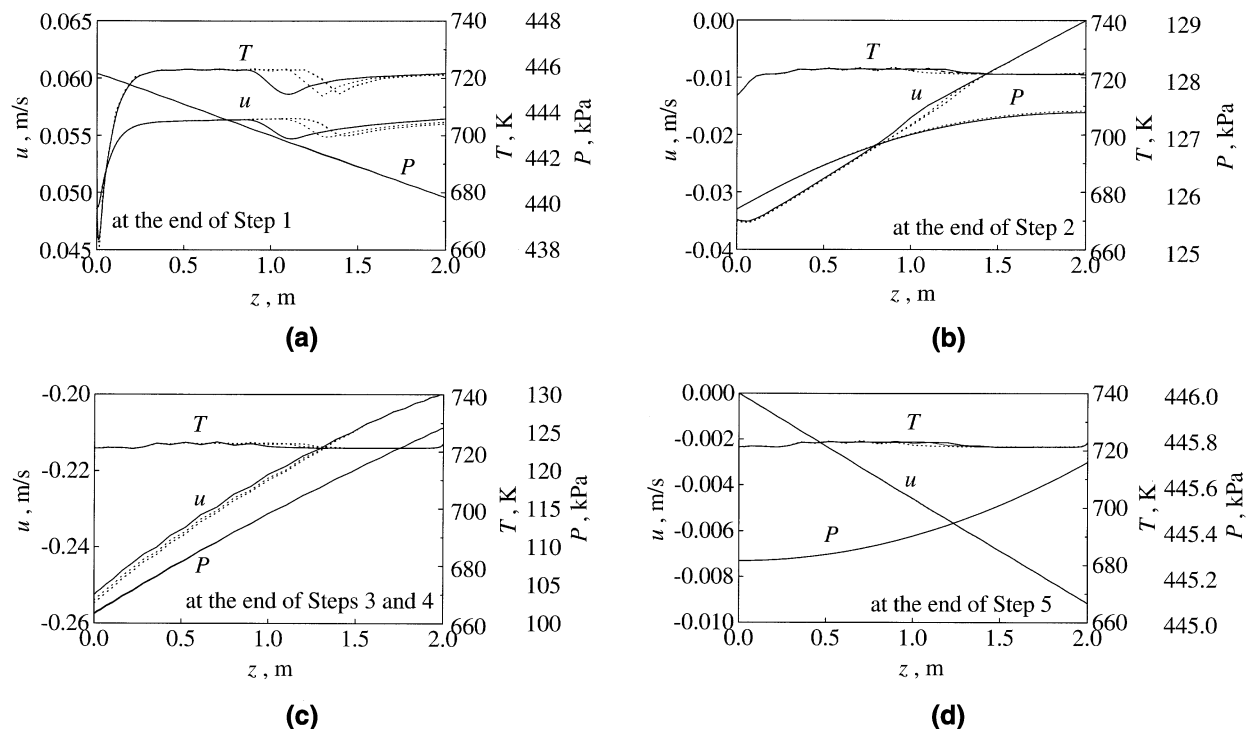 0.065
0.060
0.055
0.050
0.045
u , m/s
740
720
700
680
660
T , K
448
446
444
442
440
438
P , kPa
T
u
P
at the end of Step 1
0.0 0.5 1.0 1.5 2.0
z , m
(a)
-0.00
-0.01
-0.02
-0.03
-0.04
u , m/s
740
720
700
680
660
T , K
129
128
127
126
125
P , kPa
T
u
P
at the end of Step 2
0.0 0.5 1.0 1.5 2.0
z , m
(b)
-0.20
-0.22
-0.24
-0.26
u , m/s
740
720
700
680
660
T , K
130
125
120
115
110
105
100
P , kPa
T
u
P
at the end of Steps 3 and 4
0.0 0.5 1.0 1.5 2.0
z , m
(c)
0.000
-0.002
-0.004
-0.006
-0.008
-0.010
u , m/s
740
720
700
680
660
T , K
446.0
445.8
445.6
445.4
445.2
445.0
P , kPa
T
u
P
at the end of Step 5
0.0 0.5 1.0 1.5 2.0
z , m
(d)